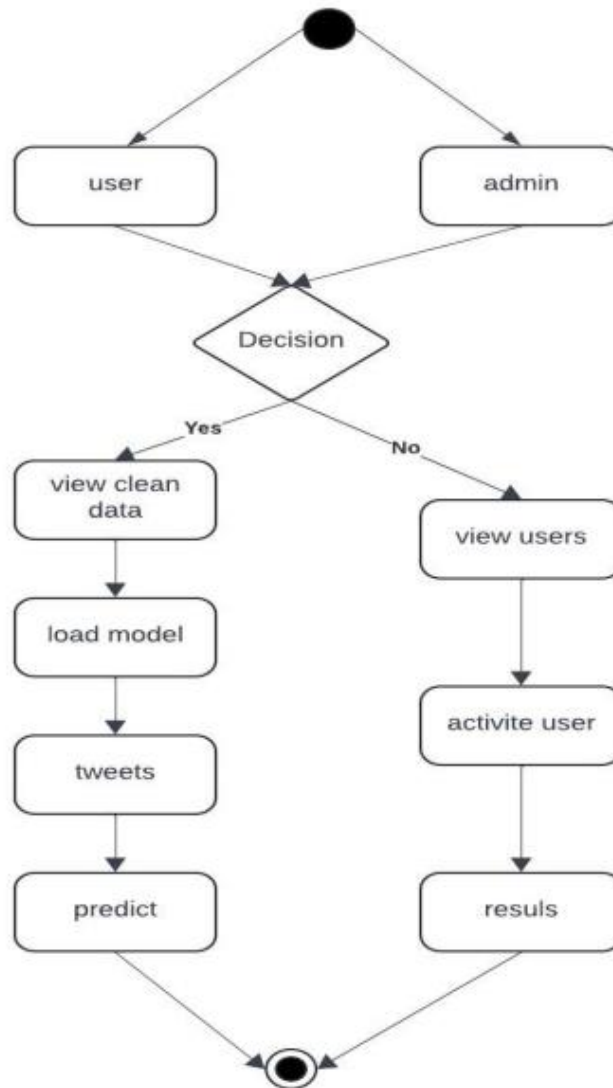 user
admin
Decision
Yes
No
view clean
data
view users
load model
activite user
tweets
predict
resuls